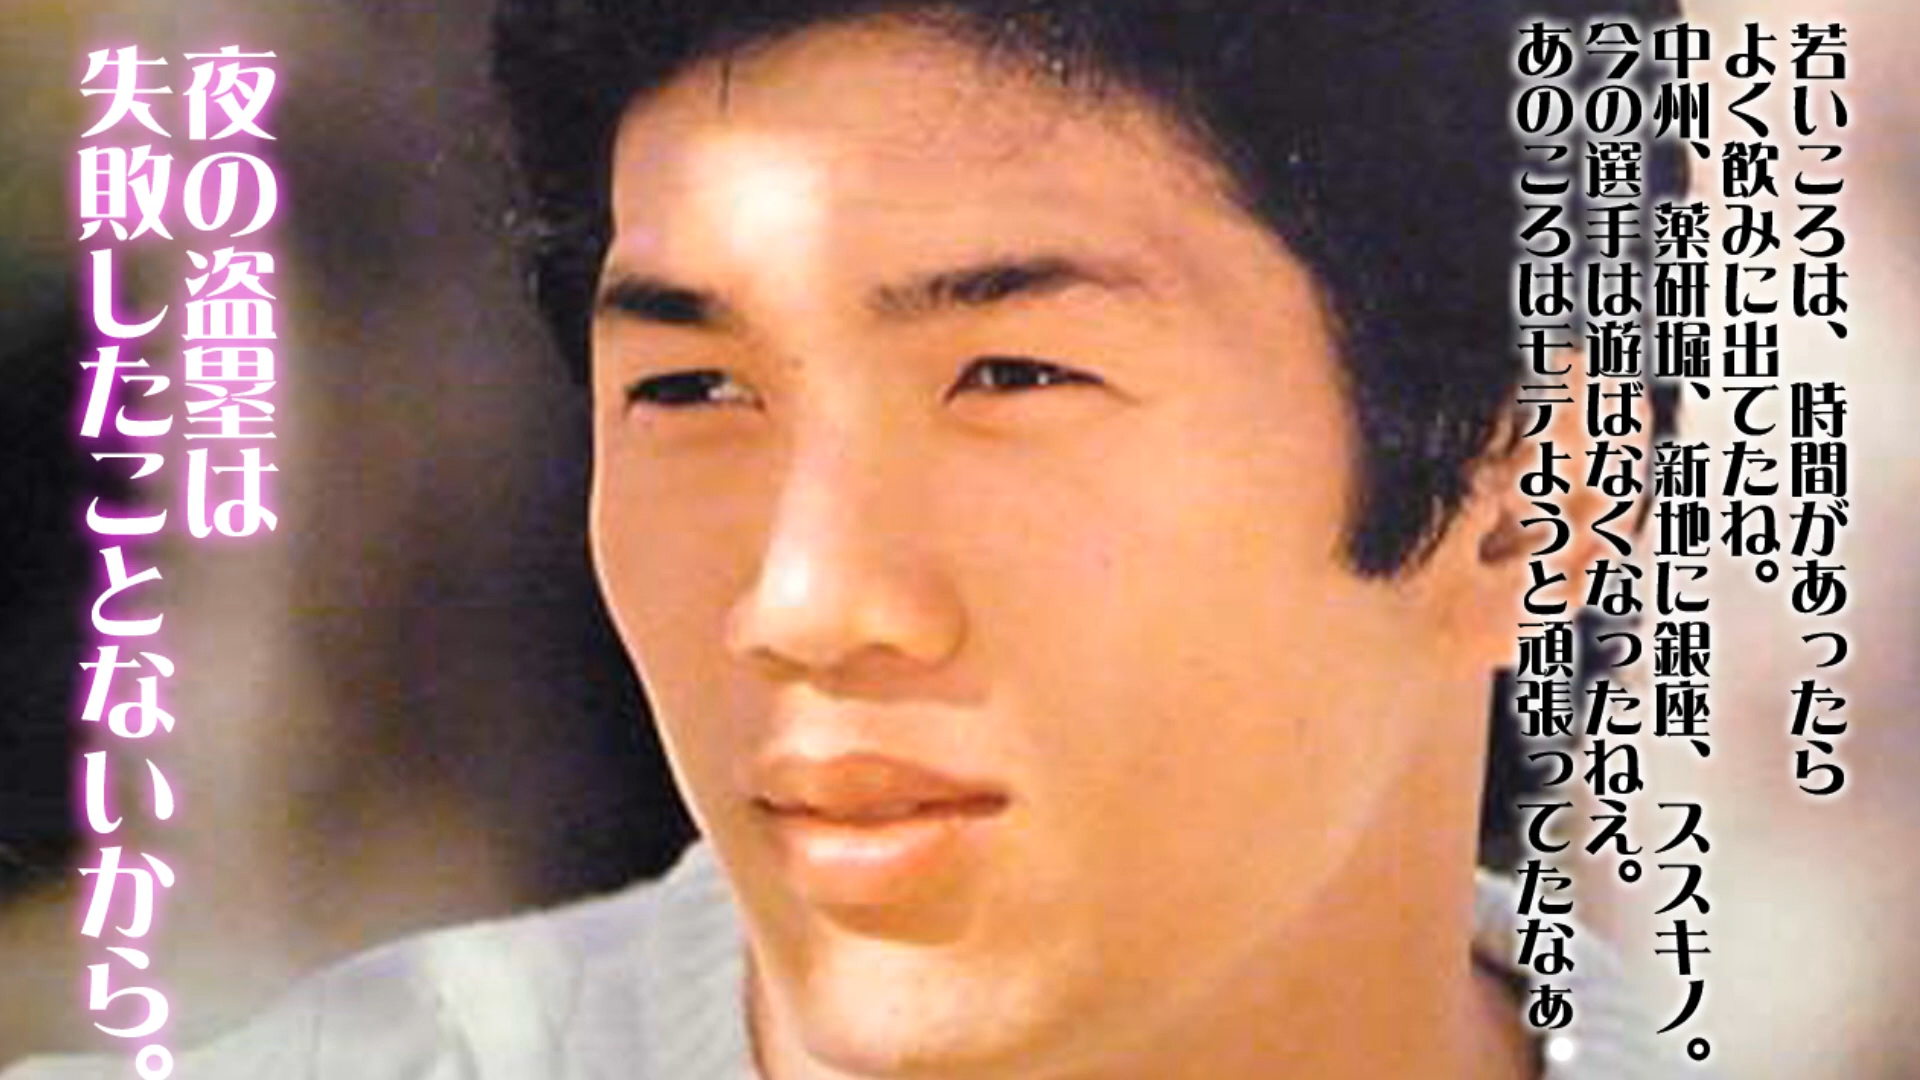 若いころは、時間があったら
よく飲みに出てたね。
中州、薬研堀、新地に銀座、ススキノ。
今の選手は遊ばなくなったねえ。
あのころはモテようと頑張ってたなぁ。
夜の盗塁は
失敗したことないから。